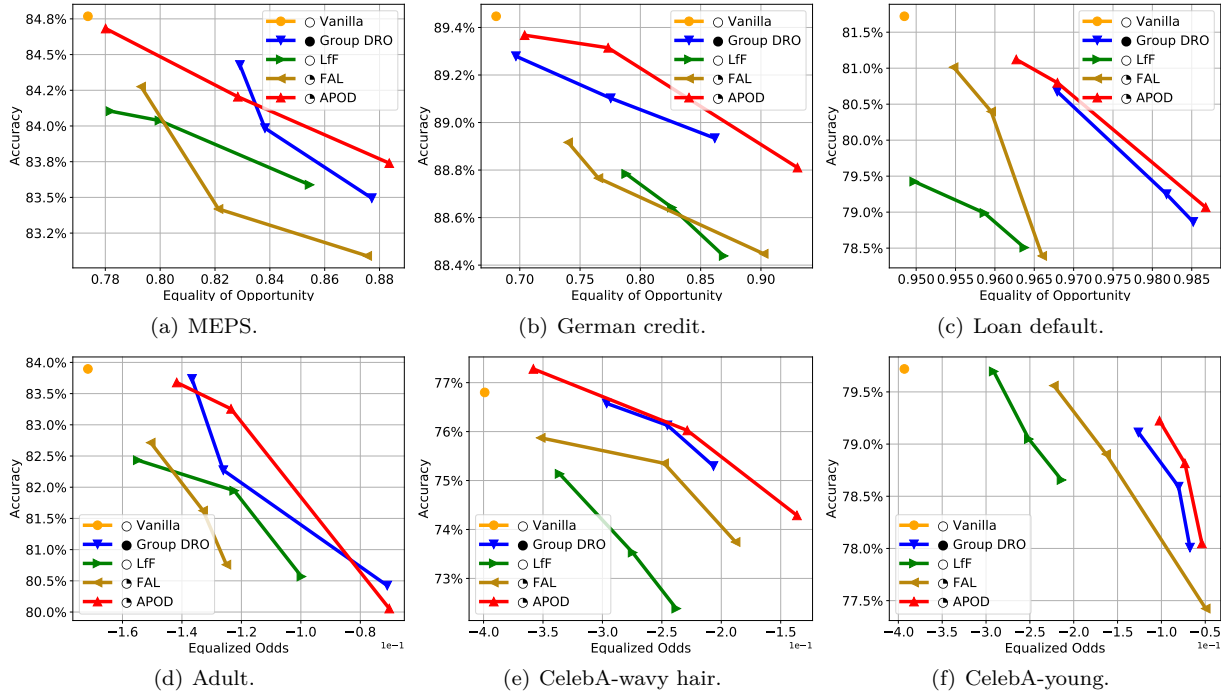 84.8%
84.5%
84.2%
84.0%
83.8%
83.5%
83.2%
Accuracy
○ Vanilla
● Group DRO
○ LfF
◔ FAL
◔ APOD
0.78 0.80 0.82 0.84 0.86 0.88
Equality of Opportunity
(a) MEPS.
89.4%
89.2%
89.0%
88.8%
88.6%
88.4%
Accuracy
○ Vanilla
● Group DRO
○ LfF
◔ FAL
◔ APOD
0.70 0.75 0.80 0.85 0.90
Equality of Opportunity
(b) German credit.
81.5%
81.0%
80.5%
80.0%
79.5%
79.0%
78.5%
Accuracy
○ Vanilla
● Group DRO
○ LfF
◔ FAL
◔ APOD
0.950 0.955 0.960 0.965 0.970 0.975 0.980 0.985
Equality of Opportunity
(c) Loan default.
84.0%
83.5%
83.0%
82.5%
82.0%
81.5%
81.0%
80.5%
80.0%
Accuracy
○ Vanilla
● Group DRO
○ LfF
◔ FAL
◔ APOD
−1.6 −1.4 −1.2 −1.0 −0.8
Equalized Odds 1e−1
(d) Adult.
77%
76%
75%
74%
73%
Accuracy
○ Vanilla
● Group DRO
○ LfF
◔ FAL
◔ APOD
−4.0 −3.5 −3.0 −2.5 −2.0 −1.5
Equalized Odds 1e−1
(e) CelebA-wavy hair.
79.5%
79.0%
78.5%
78.0%
77.5%
Accuracy
○ Vanilla
● Group DRO
○ LfF
◔ FAL
◔ APOD
−4.0 −3.5 −3.0 −2.5 −2.0 −1.5 −1.0 −0.5
Equalized Odds 1e−1
(f) CelebA-young.